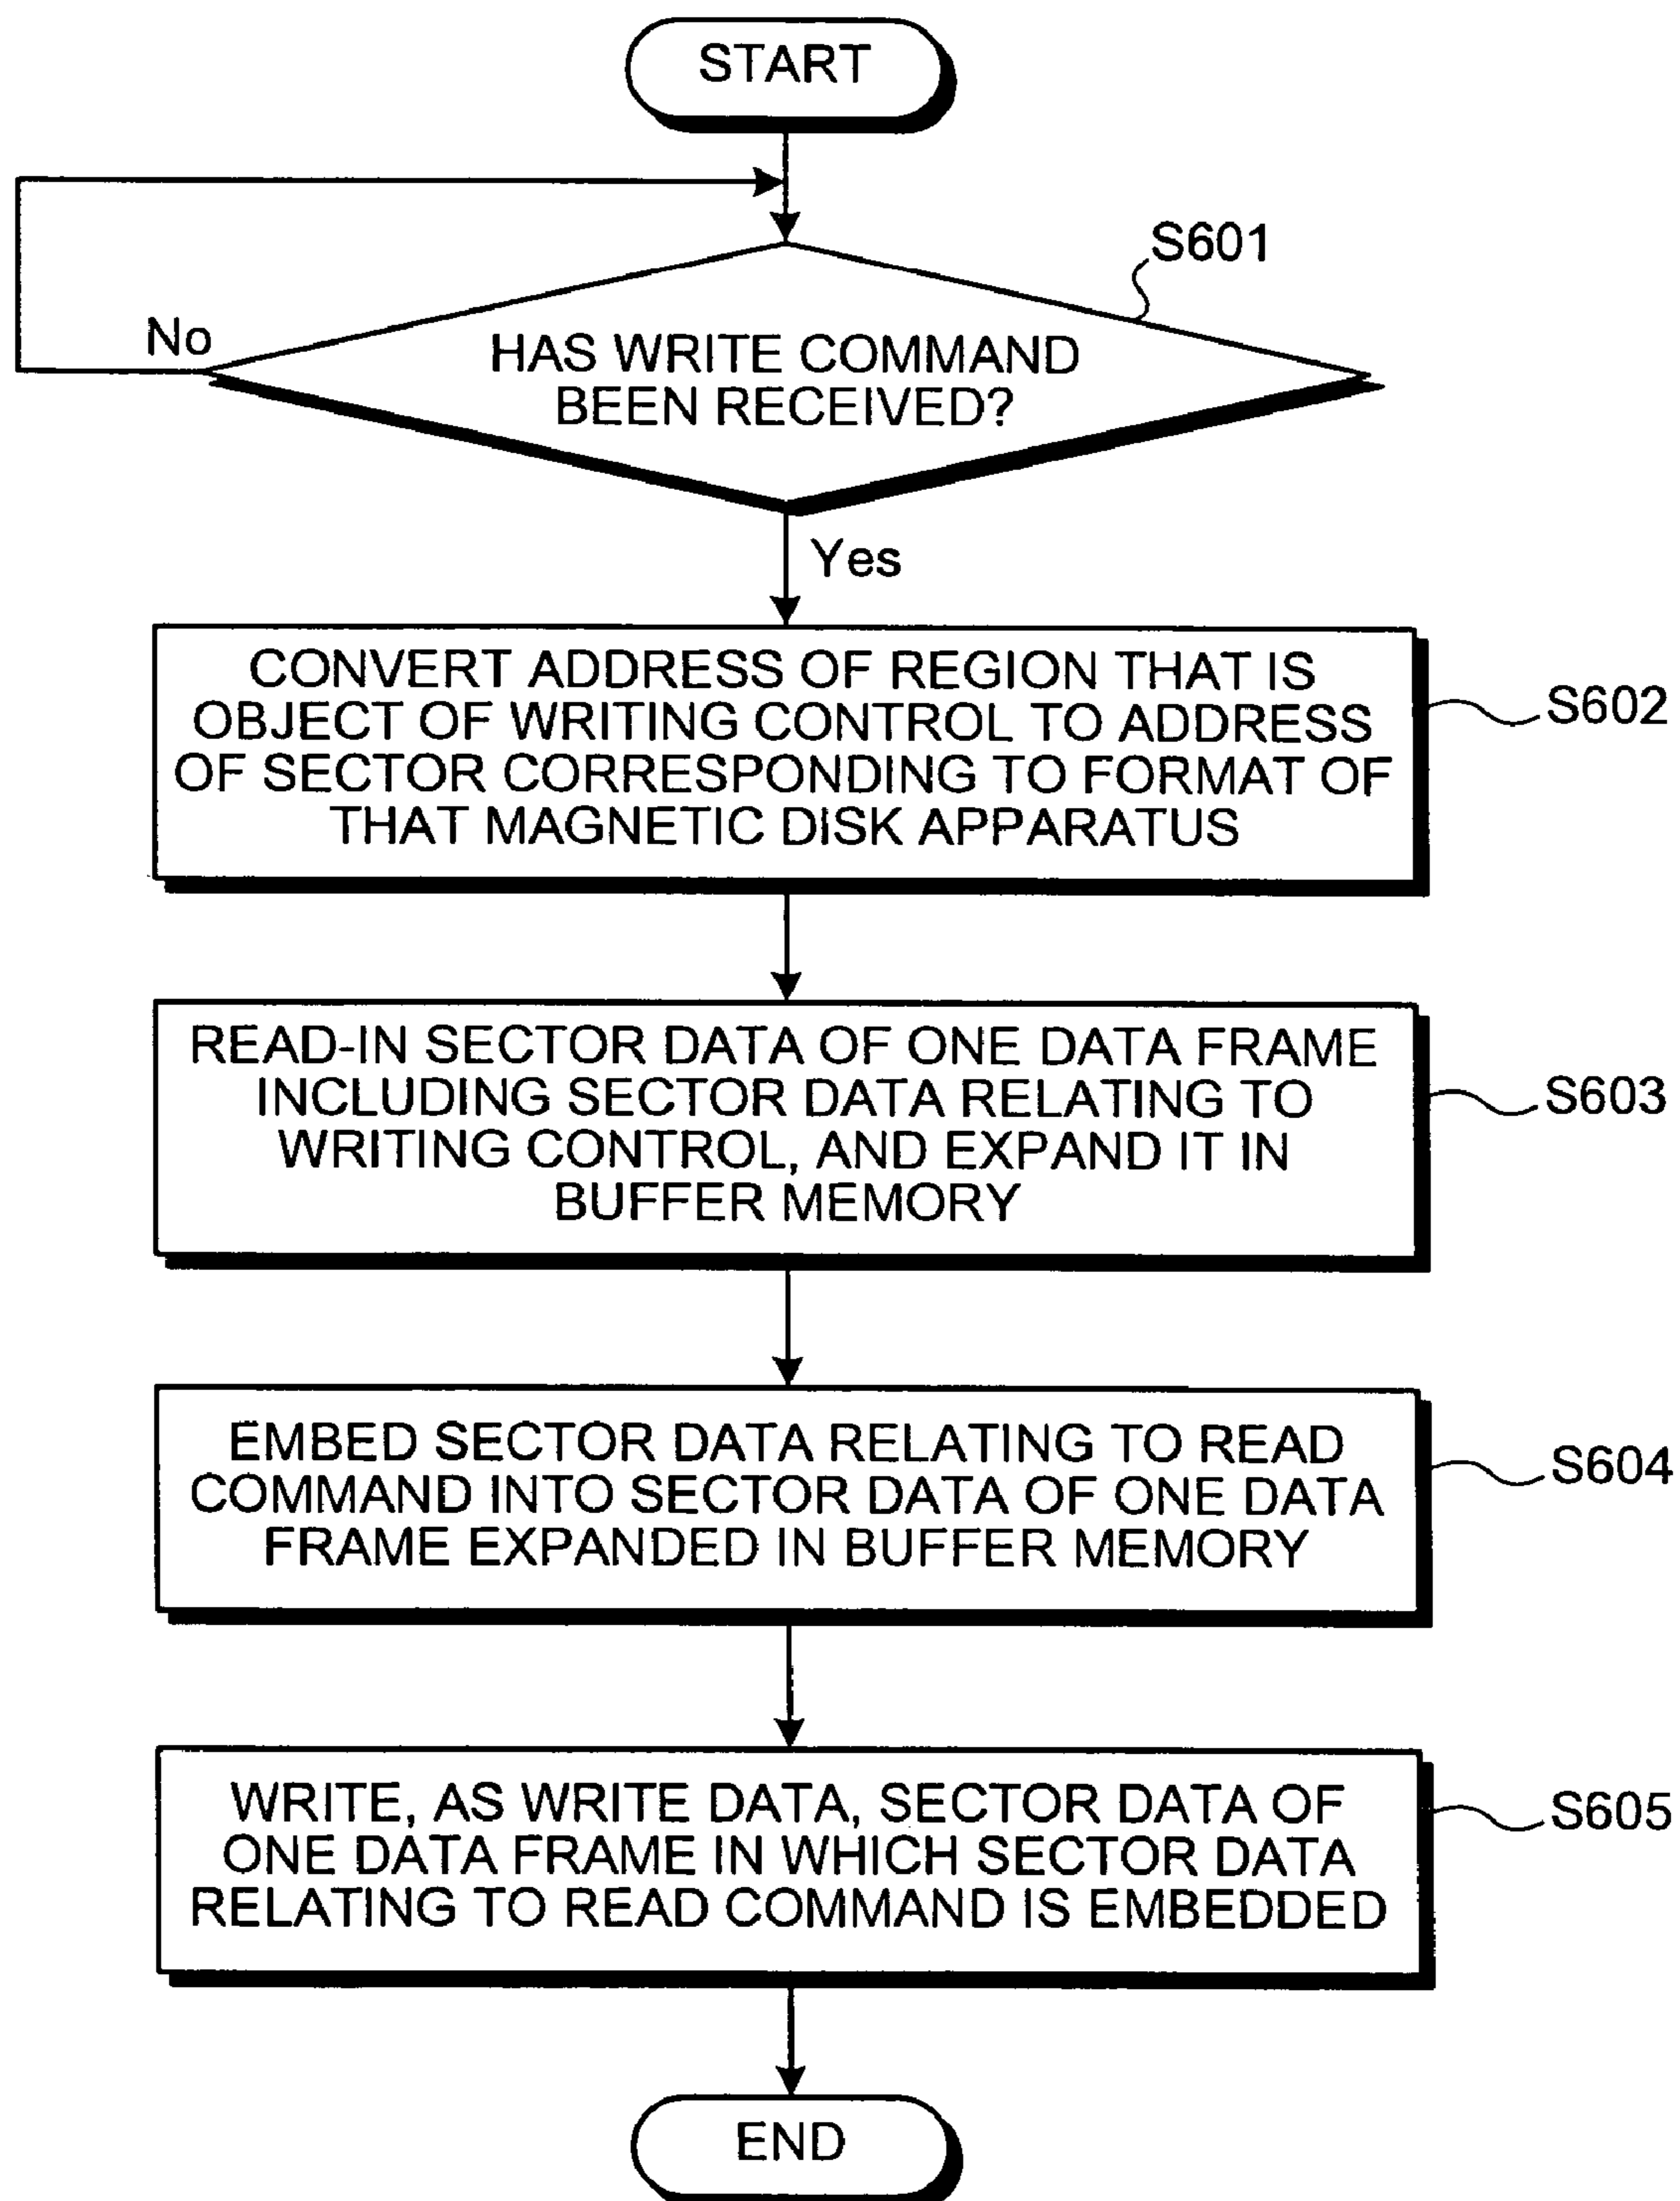 START
S601
No
HAS WRITE COMMAND
BEEN RECEIVED?
Yes
CONVERT ADDRESS OF REGION THAT IS
OBJECT OF WRITING CONTROL TO ADDRESS
OF SECTOR CORRESPONDING TO FORMAT OF
THAT MAGNETIC DISK APPARATUS
S602
READ-IN SECTOR DATA OF ONE DATA FRAME
INCLUDING SECTOR DATA RELATING TO
WRITING CONTROL, AND EXPAND IT IN
BUFFER MEMORY
S603
EMBED SECTOR DATA RELATING TO READ
COMMAND INTO SECTOR DATA OF ONE DATA
FRAME EXPANDED IN BUFFER MEMORY
S604
WRITE, AS WRITE DATA, SECTOR DATA OF
ONE DATA FRAME IN WHICH SECTOR DATA
RELATING TO READ COMMAND IS EMBEDDED
S605
END